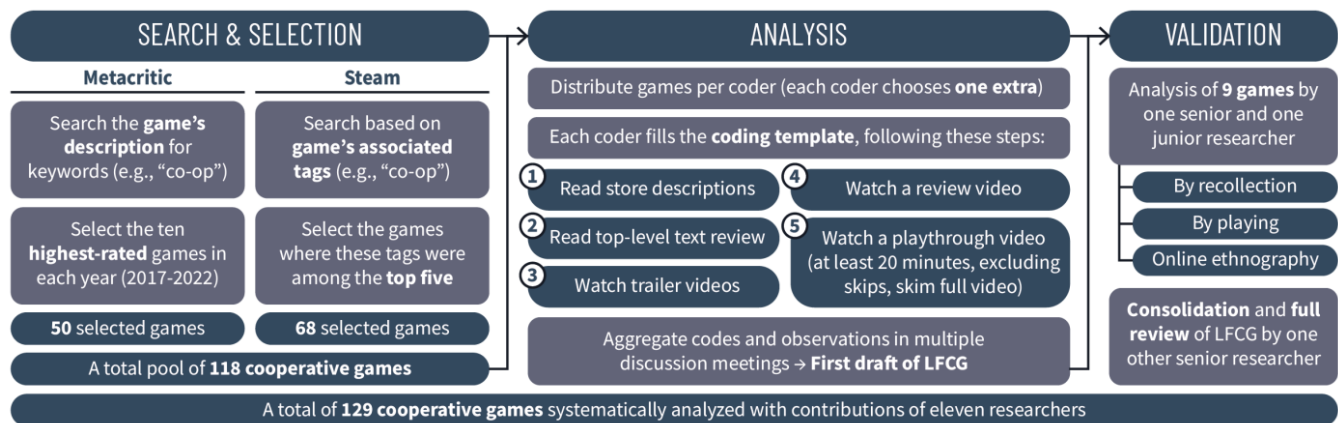 SEARCH & SELECTION
Metacritic
Search the game's
description for
keywords (e.g., “co-op”)
Select the ten
highest-rated games in
each year (2017-2022)
50 selected games
Steam
Search based on
game's associated
tags (e.g., “co-op”)
Select the games
where these tags were
among the top five
68 selected games
A total pool of 118 cooperative games
ANALYSIS
Distribute games per coder (each coder chooses one extra)
Each coder fills the coding template, following these steps:
1 Read store descriptions
2 Read top-level text review
3 Watch trailer videos
4 Watch a review video
5 Watch a playthrough video
(at least 20 minutes, excluding
skips, skim full video)
Aggregate codes and observations in multiple
discussion meetings → First draft of LFCG
VALIDATION
Analysis of 9 games by
one senior and one
junior researcher
By recollection
By playing
Online ethnography
Consolidation and full
review of LFCG by one
other senior researcher
A total of 129 cooperative games systematically analyzed with contributions of eleven researchers